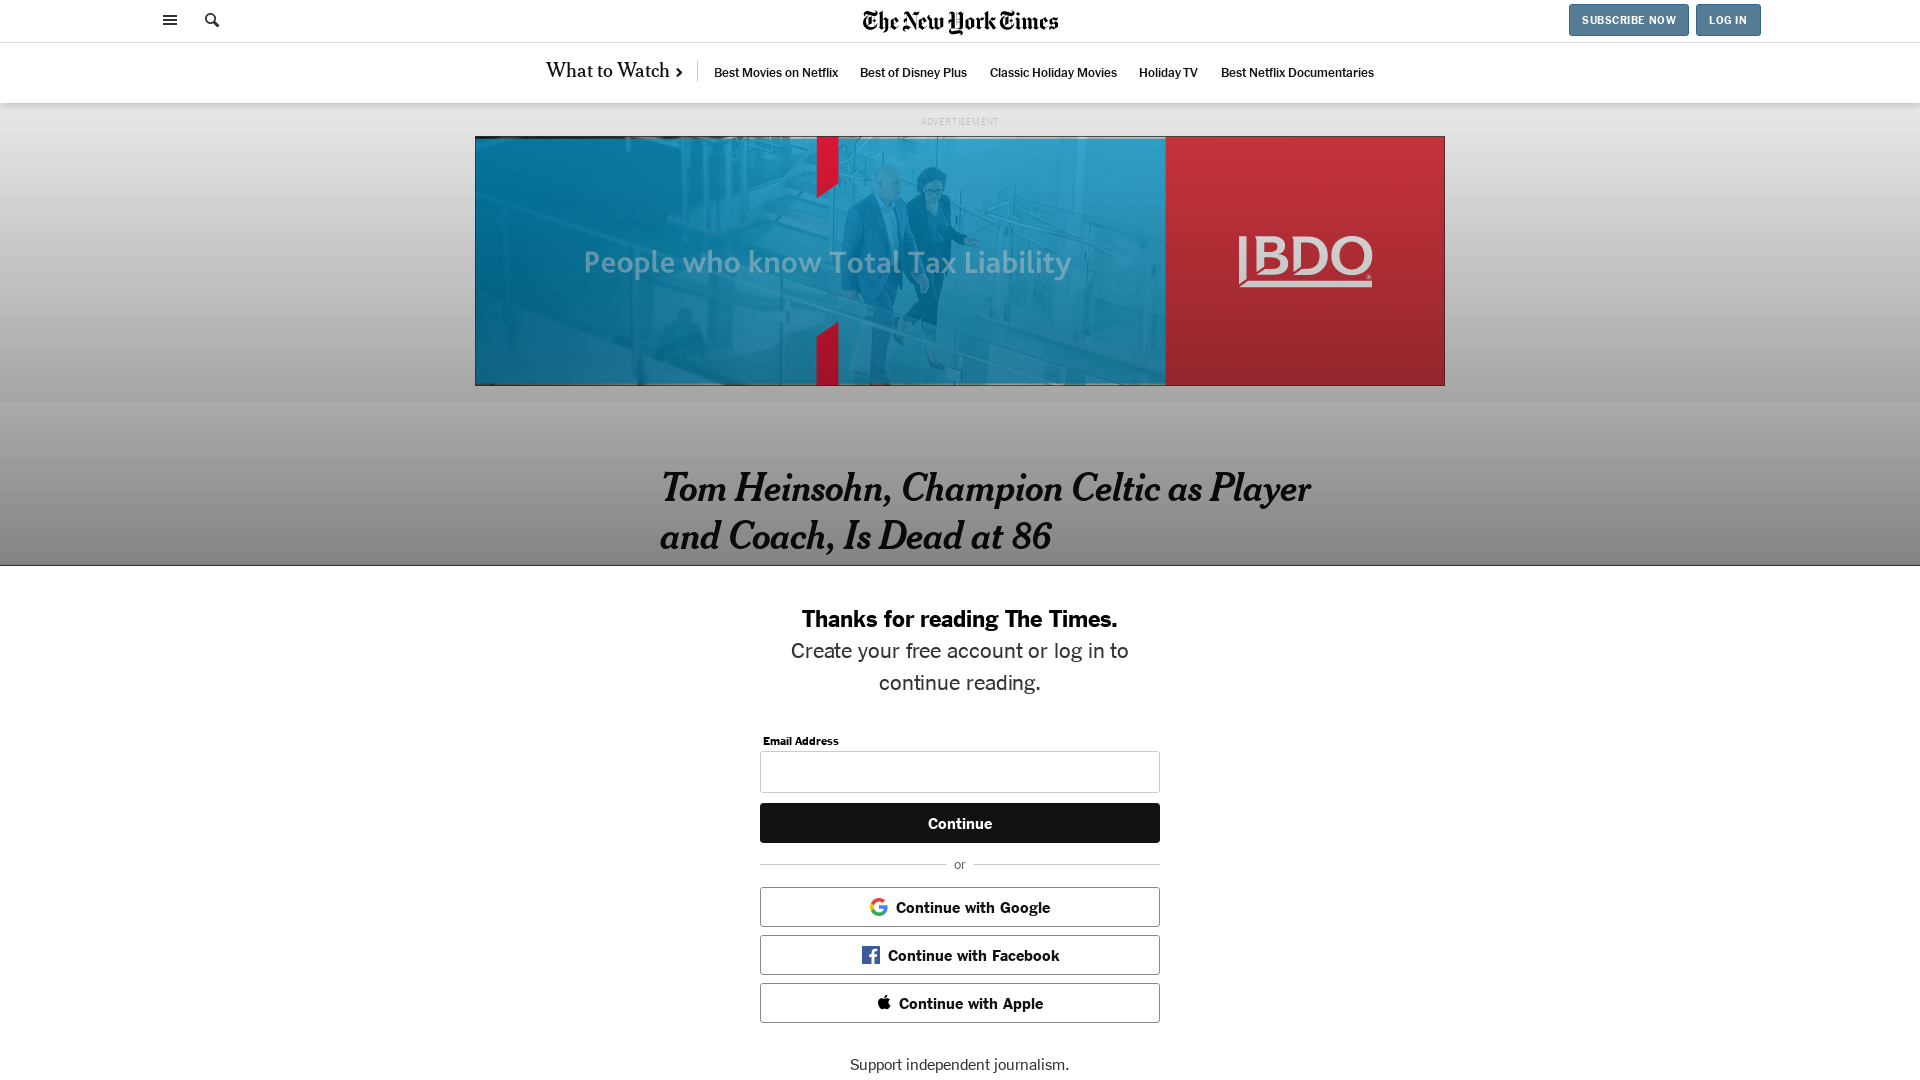 The New York Times
SUBSCRIBE NOW
LOG IN
What to Watch
Best Movies on Netflix
Best of Disney Plus
Classic Holiday Movies
Holiday TV
Best Netflix Documentaries
ADVERTISEMENT
People who know Total Tax Liability
BDO
Tom Heinsohn, Champion Celtic as Player
and Coach, Is Dead at 86
Thanks for reading The Times.
Create your free account or log in to
continue reading.
Email Address
Continue
or
Continue with Google
Continue with Facebook
Continue with Apple
Support independent journalism.